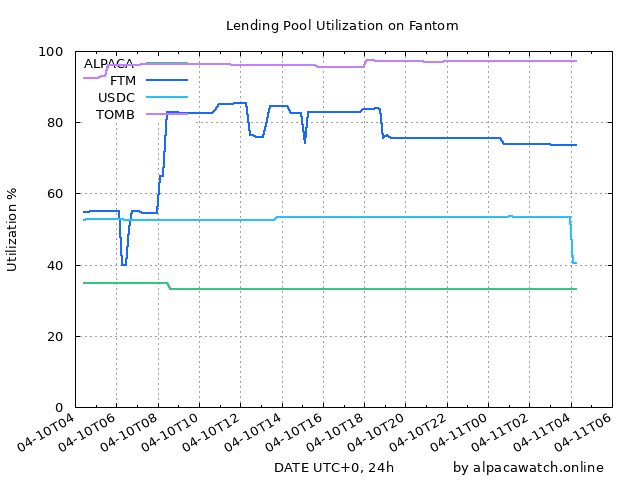 Lending Pool Utilization on Fantom
Utilization %
100
80
60
40
20
0
ALPACA
FTM
USDC
TOMB
04-10T04
04-10T06
04-10T08
04-10T10
04-10T12
04-10T14
04-10T16
04-10T18
04-10T20
04-10T22
04-11T00
04-11T02
04-11T04
04-11T06
DATE UTC+0, 24h by alpacawatch.online